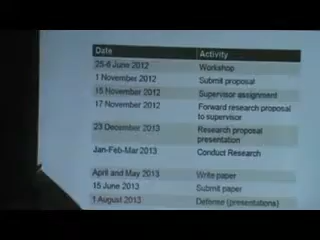 Date Activity
25-6 June 2012 Workshop
1 November 2012 Submit proposal
15 November 2012 Supervisor assignment
17 November 2012 Forward research proposal
to supervisor
23 December 2013 Research proposal
presentation
Jan-Feb-Mar 2013 Conduct Research
April and May 2013 Write paper
15 June 2013 Submit paper
1 August 2013 Defense (presentations)